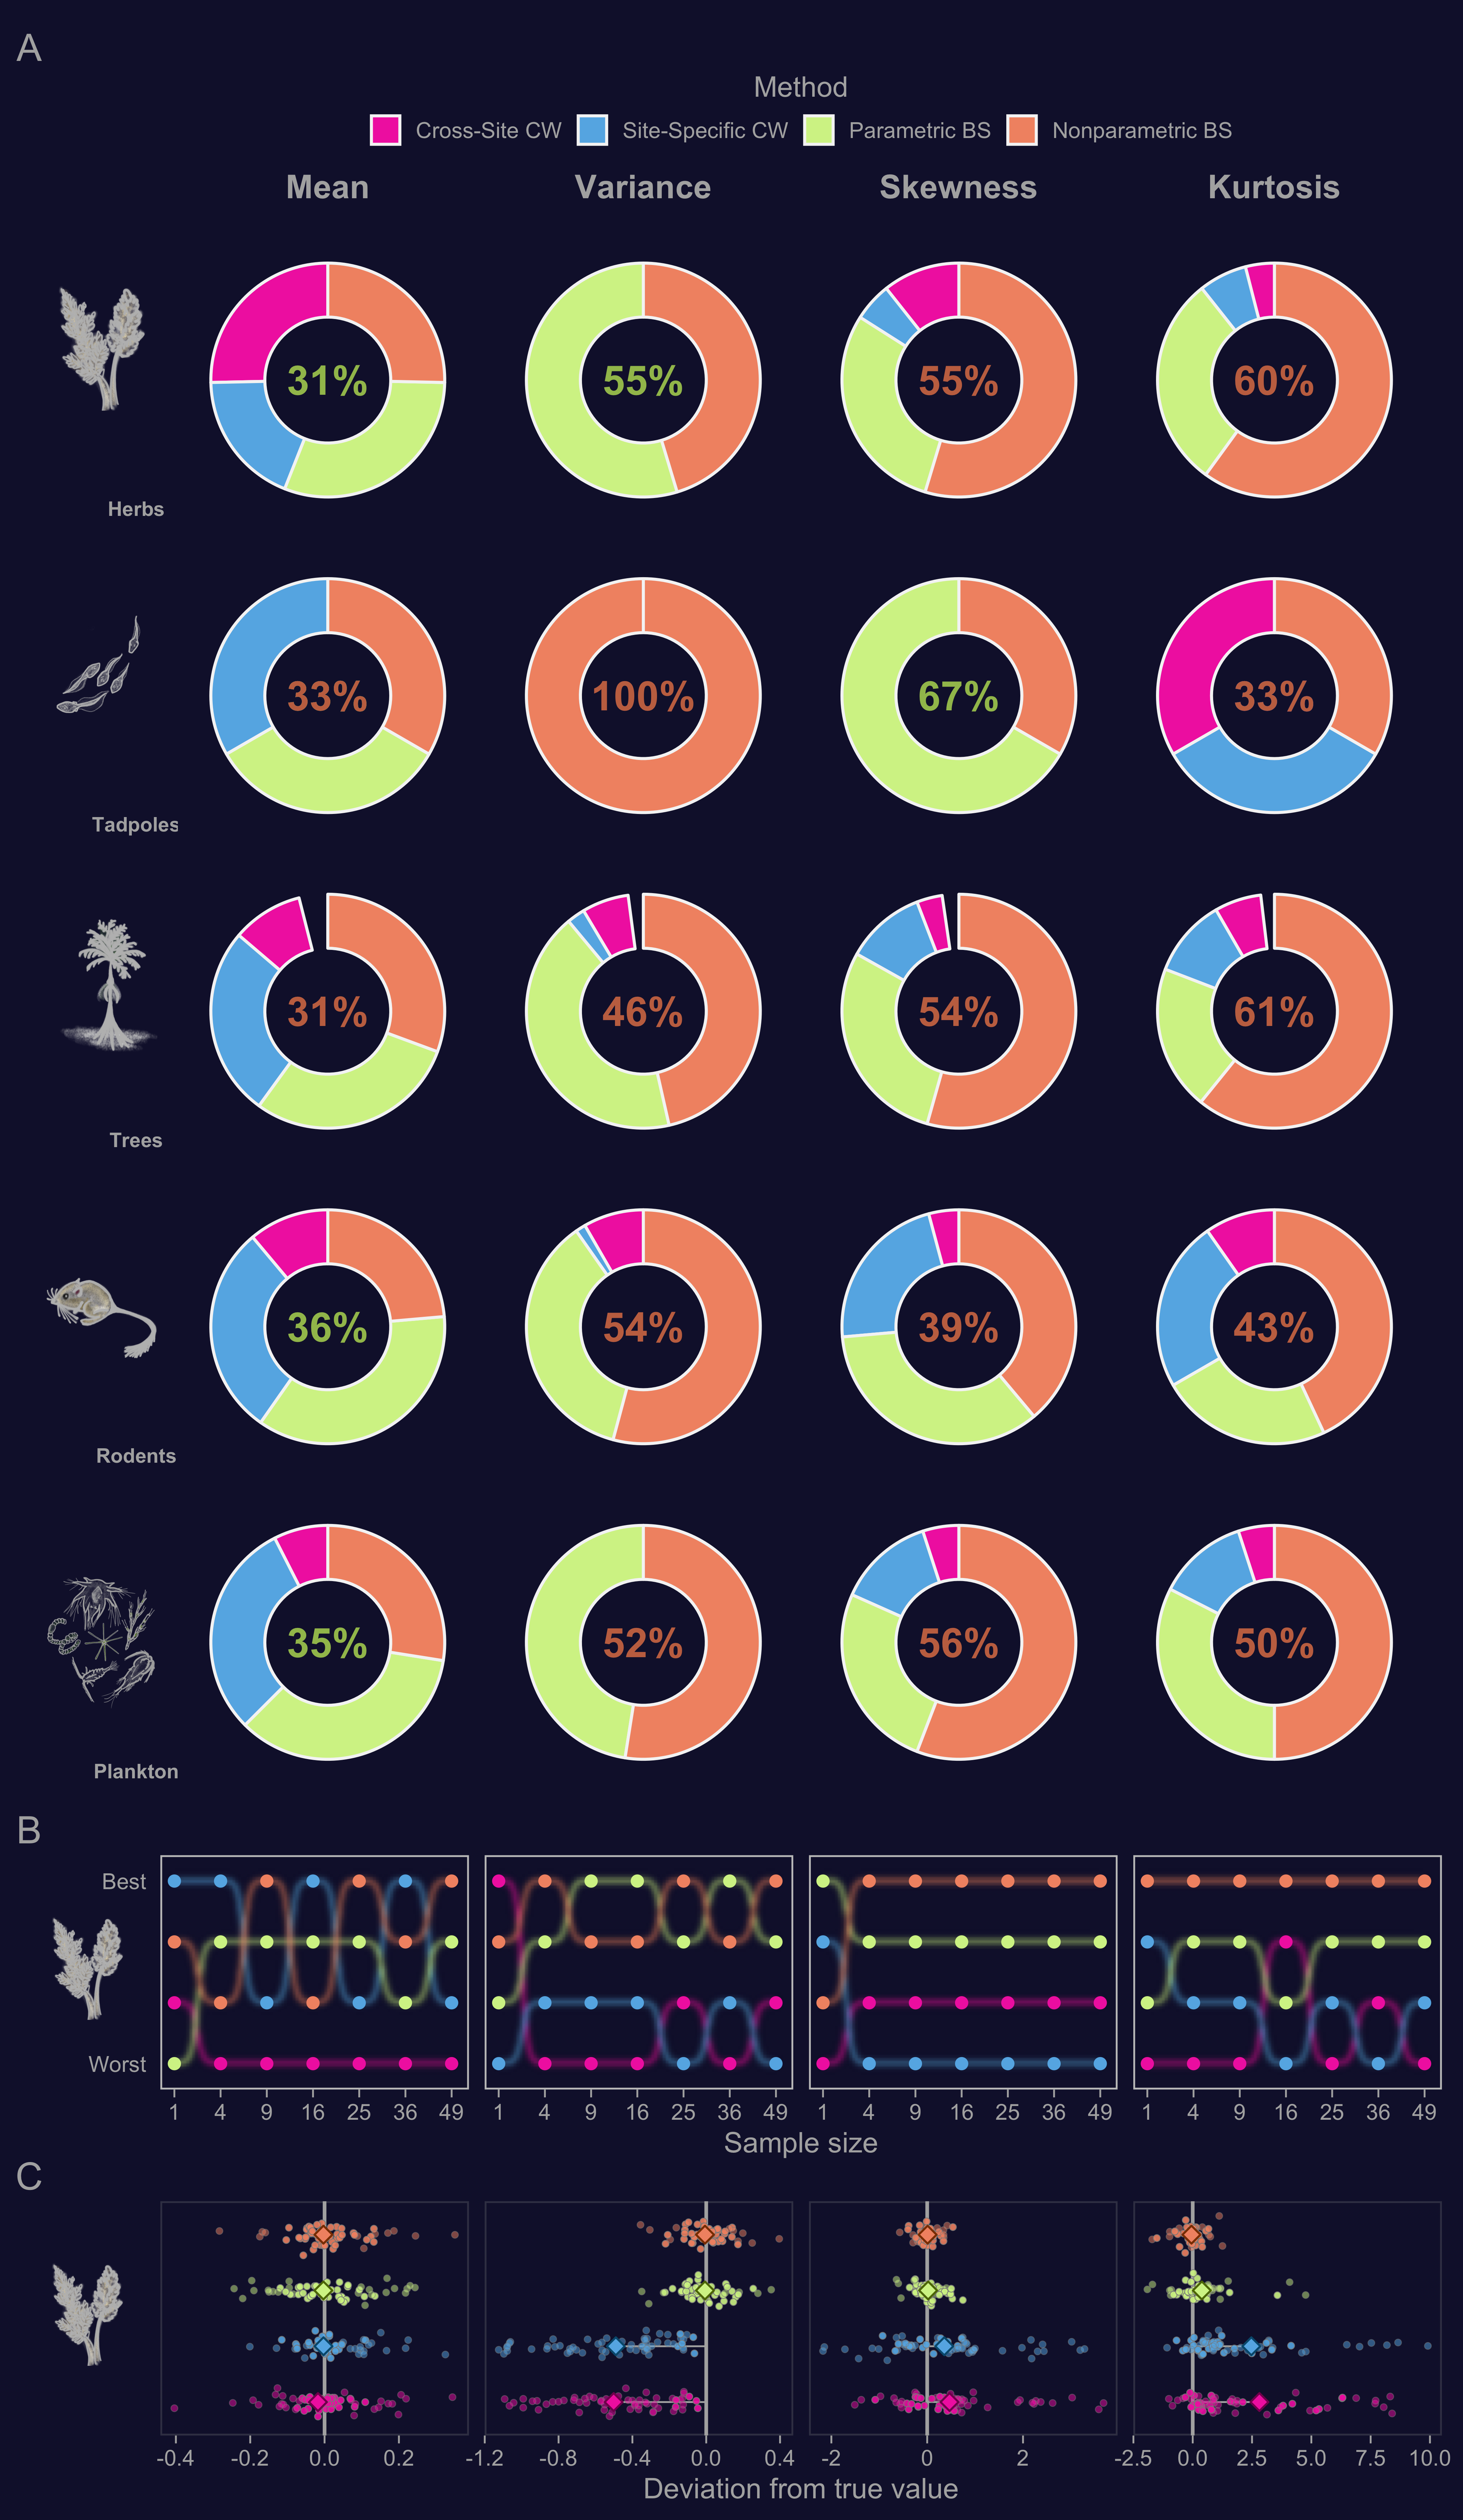 A
Method
Cross-Site CW Site-Specific CW Parametric BS Nonparametric BS
Mean Variance Skewness Kurtosis
31% 55% 55% 60%
Herbs
33% 100% 67% 33%
Tadpoles
31% 46% 54% 61%
Trees
36% 54% 39% 43%
Rodents
35% 52% 56% 50%
Plankton
B
Best
Worst
1 4 9 16 25 36 49 1 4 9 16 25 36 49 1 4 9 16 25 36 49 1 4 9 16 25 36 49
Sample size
C
-0.4 -0.2 0.0 0.2 -1.2 -0.8 -0.4 0.0 0.4 -2 0 2 -2.5 0.0 2.5 5.0 7.5 10.0
Deviation from true value